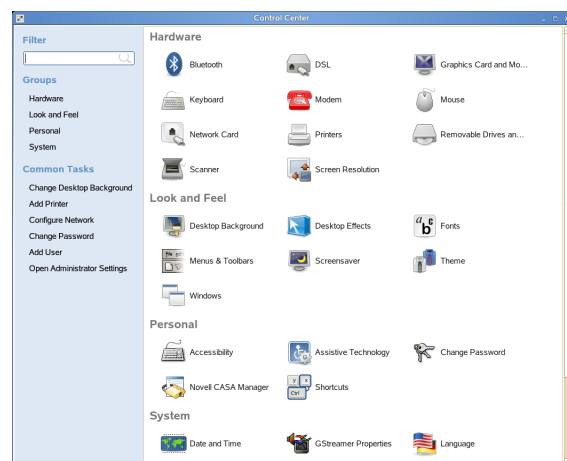 Control Center
Filter
Groups
Hardware
Look and Feel
Personal
System
Common Tasks
Change Desktop Background
Add Printer
Configure Network
Change Password
Add User
Open Administrator Settings
Hardware
Bluetooth
DSL
Graphics Card and Mo...
Keyboard
Modem
Mouse
Network Card
Printers
Removable Drives an...
Scanner
Screen Resolution
Look and Feel
Desktop Background
Desktop Effects
Fonts
Menus & Toolbars
Screensaver
Theme
Windows
Personal
Accessibility
Assistive Technology
Change Password
Novell CASA Manager
Ctrl
Shortcuts
System
Date and Time
GStreamer Properties
Language